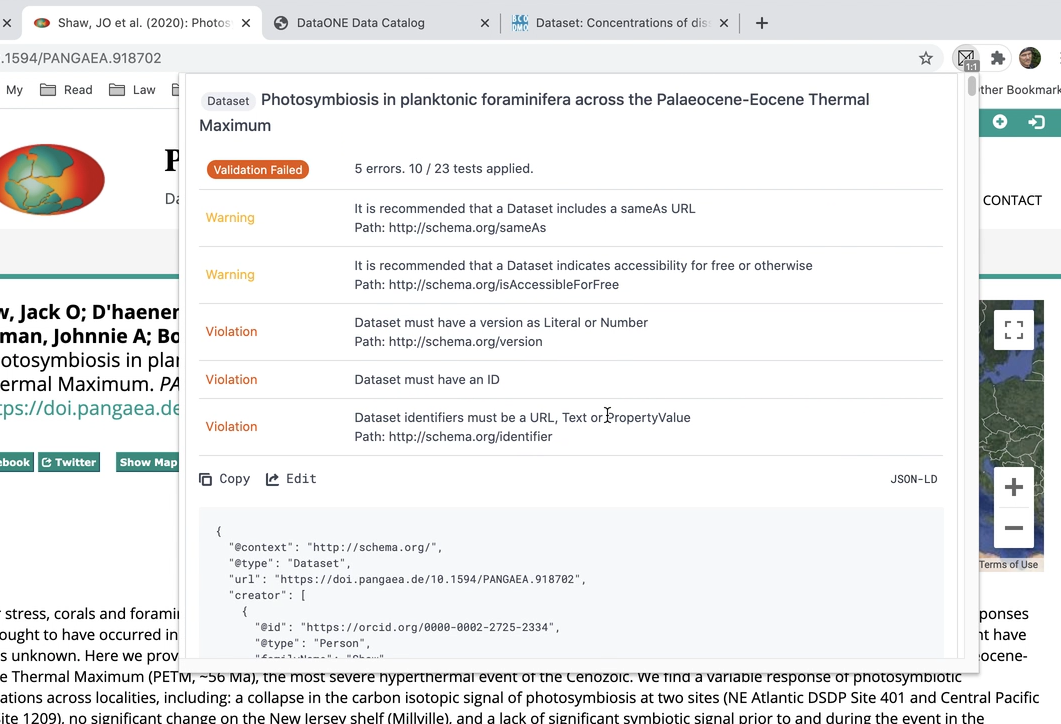 Shaw, JO et al. (2020): Photos
DataONE Data Catalog
Dataset: Concentrations of dis
.1594/PANGAEA.918702
1:1
My
Read
Law
ther Bookmark
Dataset Photosymbiosis in planktonic foraminifera across the Palaeocene-Eocene Thermal
Maximum
Validation Failed 5 errors. 10 / 23 tests applied.
Warning It is recommended that a Dataset includes a sameAs URL
Path: http://schema.org/sameAs
Warning It is recommended that a Dataset indicates accessibility for free or otherwise
Path: http://schema.org/isAccessibleForFree
Violation Dataset must have a version as Literal or Number
Path: http://schema.org/version
Violation Dataset must have an ID
Violation Dataset identifiers must be a URL, Text or PropertyValue
Path: http://schema.org/identifier
Copy Edit JSON-LD
{
"@context": "http://schema.org/",
"@type": "Dataset",
"url": "https://doi.pangaea.de/10.1594/PANGAEA.918702",
"creator": [
{
"@id": "https://orcid.org/0000-0002-2725-2334",
"@type": "Person",
P
Da
CONTACT
w, Jack O; D'haener
man, Johnnie A; Bo
otosymbiosis in plan
ermal Maximum. PA
tps://doi.pangaea.de
ebook Twitter Show Map
Terms of Use
r stress, corals and foramin
ponses
ought to have occurred in
nt have
s unknown. Here we prov
ocene-
e Thermal Maximum (PETM, ~56 Ma), the most severe hyperthermal event of the Cenozoic. We find a variable response of photosymbiotic
ations across localities, including: a collapse in the carbon isotopic signal of photosymbiosis at two sites (NE Atlantic DSDP Site 401 and Central Pacific
ite 1209), no significant change on the New Jersey shelf (Millville), and a lack of significant symbiotic signal prior to and during the event in the